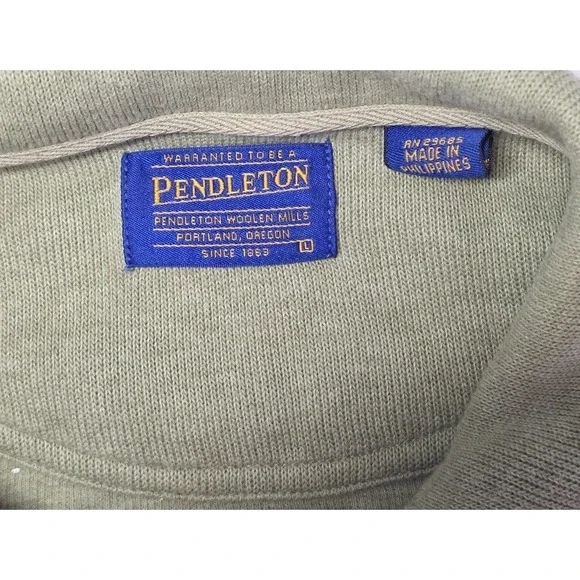 WARRANTED TO BE A
PENDLETON
PENDLETON WOOLEN MILLS
PORTLAND, OREGON
SINCE 1863
L
RN 29685
MADE IN
PHILIPPINES